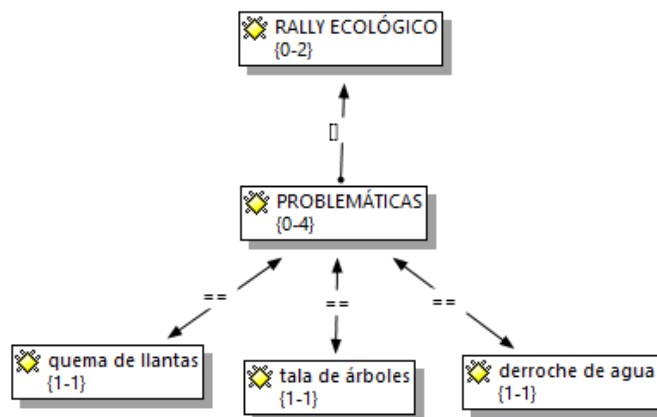 RALLY ECOLÓGICO
{0-2}
[]
PROBLEMÁTICAS
{0-4}
==
==
==
quema de llantas
{1-1}
tala de árboles
{1-1}
derroche de agua
{1-1}